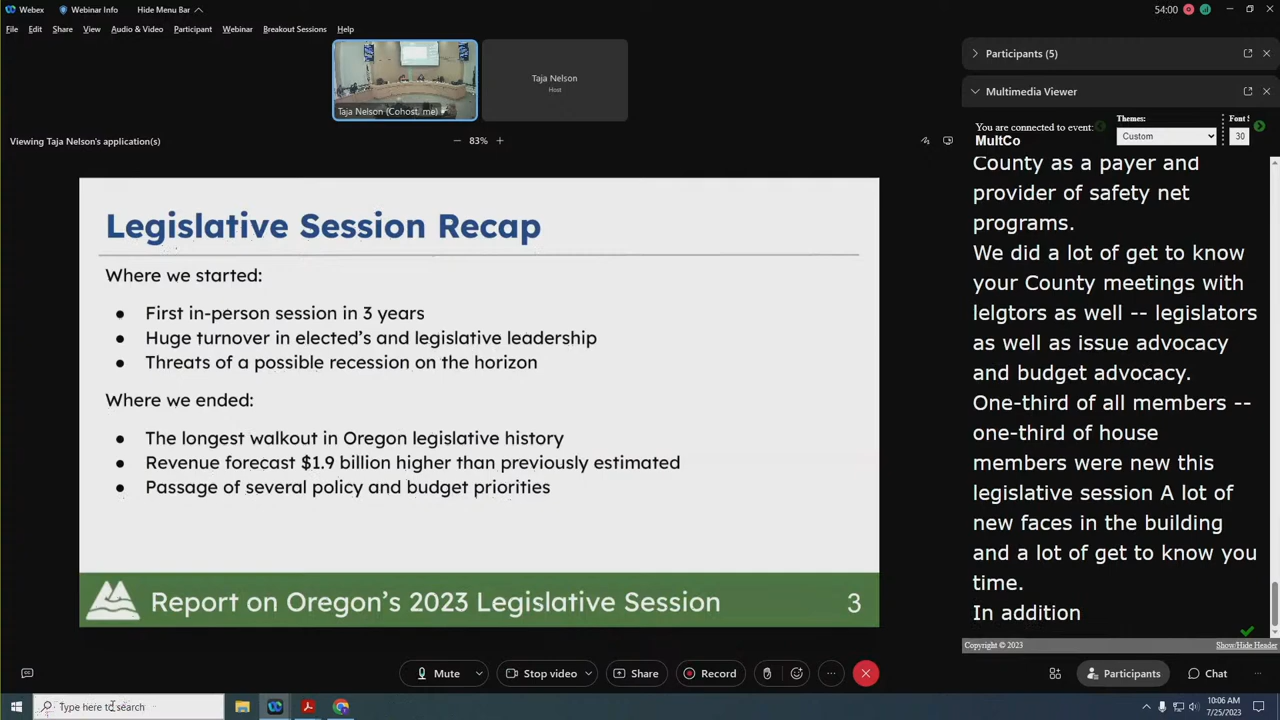 Webex
Webinar Info
Hide Menu Bar
54:00
File
Edit
Share
View
Audio & Video
Participant
Webinar
Breakout Sessions
Help
Taja Nelson (Cohost, me)
Taja Nelson
Host
Viewing Taja Nelson's application(s)
83%
Legislative Session Recap
Where we started:
● First in-person session in 3 years
● Huge turnover in elected's and legislative leadership
● Threats of a possible recession on the horizon
Where we ended:
● The longest walkout in Oregon legislative history
● Revenue forecast $1.9 billion higher than previously estimated
● Passage of several policy and budget priorities
Report on Oregon's 2023 Legislative Session
3
Participants (5)
Multimedia Viewer
You are connected to event:
MultCo
Themes:
Custom
Font S
30
County as a payer and
provider of safety net
programs.
We did a lot of get to know
your County meetings with
lelgtors as well -- legislators
as well as issue advocacy
and budget advocacy.
One-third of all members --
one-third of house
members were new this
legislative session A lot of
new faces in the building
and a lot of get to know you
time.
In addition
Copyright © 2023
Show/Hide Header
Mute
Stop video
Share
Record
Participants
Chat
Type here to search
10:06 AM
7/25/2023